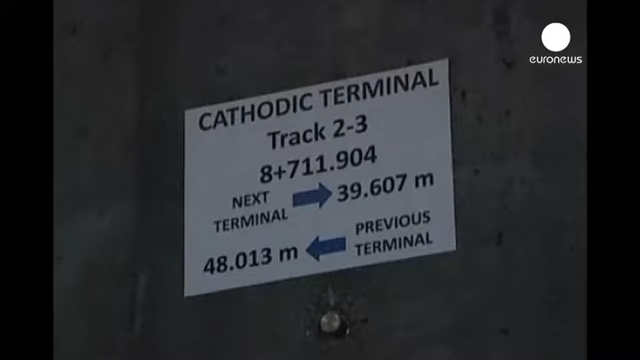 euronews
CATHODIC TERMINAL
Track 2-3
8+711.904
NEXT TERMINAL 39.607 m
48.013 m PREVIOUS TERMINAL